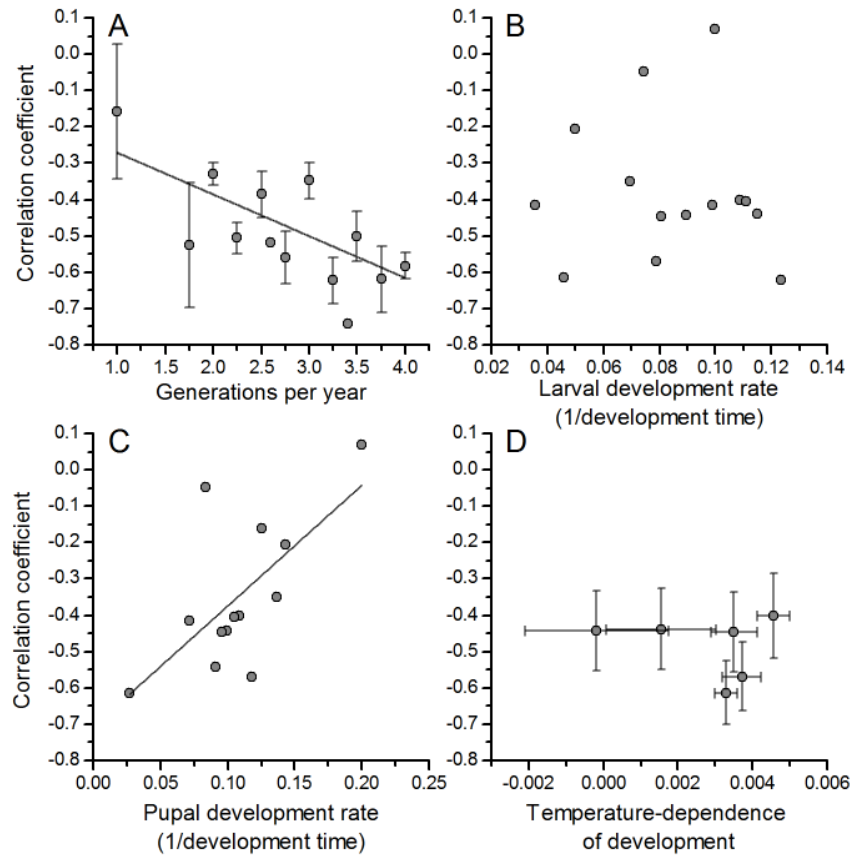 A
0.1
0.0
-0.1
-0.2
-0.3
-0.4
-0.5
-0.6
-0.7
-0.8
Correlation coefficient
1.0 1.5 2.0 2.5 3.0 3.5 4.0
Generations per year
B
0.1
0.0
-0.1
-0.2
-0.3
-0.4
-0.5
-0.6
-0.7
-0.8
0.02 0.04 0.06 0.08 0.10 0.12 0.14
Larval development rate
(1/development time)
C
0.1
0.0
-0.1
-0.2
-0.3
-0.4
-0.5
-0.6
-0.7
-0.8
Correlation coefficient
0.00 0.05 0.10 0.15 0.20 0.25
Pupal development rate
(1/development time)
D
0.1
0.0
-0.1
-0.2
-0.3
-0.4
-0.5
-0.6
-0.7
-0.8
-0.002 0.000 0.002 0.004 0.006
Temperature-dependence
of development